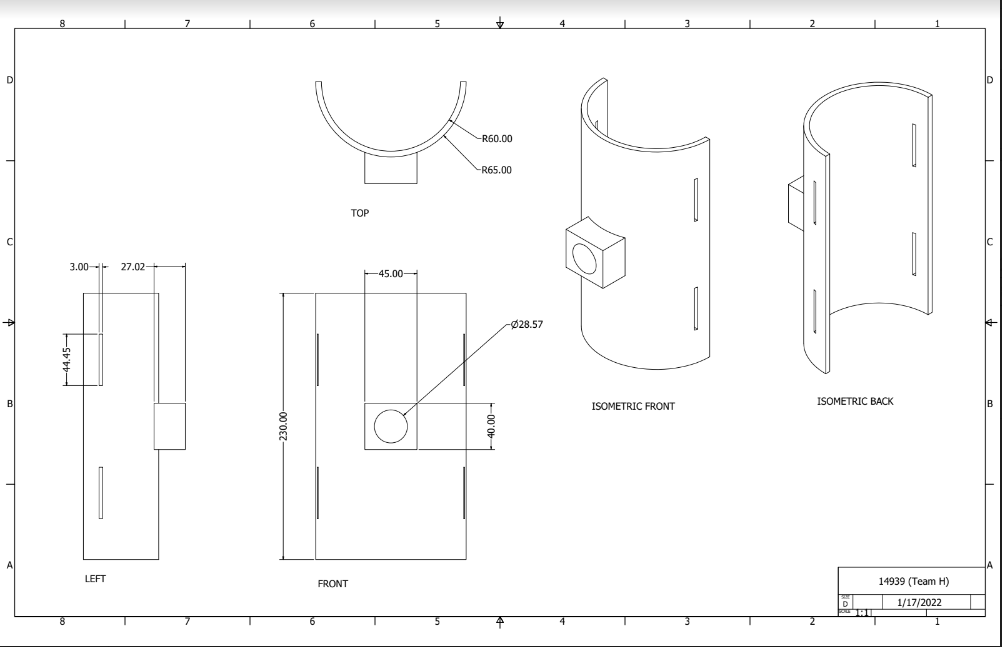 8 7 6 5 4 3 2 1
D
D
R60.00
R65.00
TOP
C
C
3.00
27.02
45.00
Ø28.57
44.45
230.00
40.00
ISOMETRIC FRONT
ISOMETRIC BACK
B
B
A
A
LEFT
FRONT
14939 (Team H)
SIZE
D
1/17/2022
SCALE
1:1
8 7 6 5 4 3 2 1